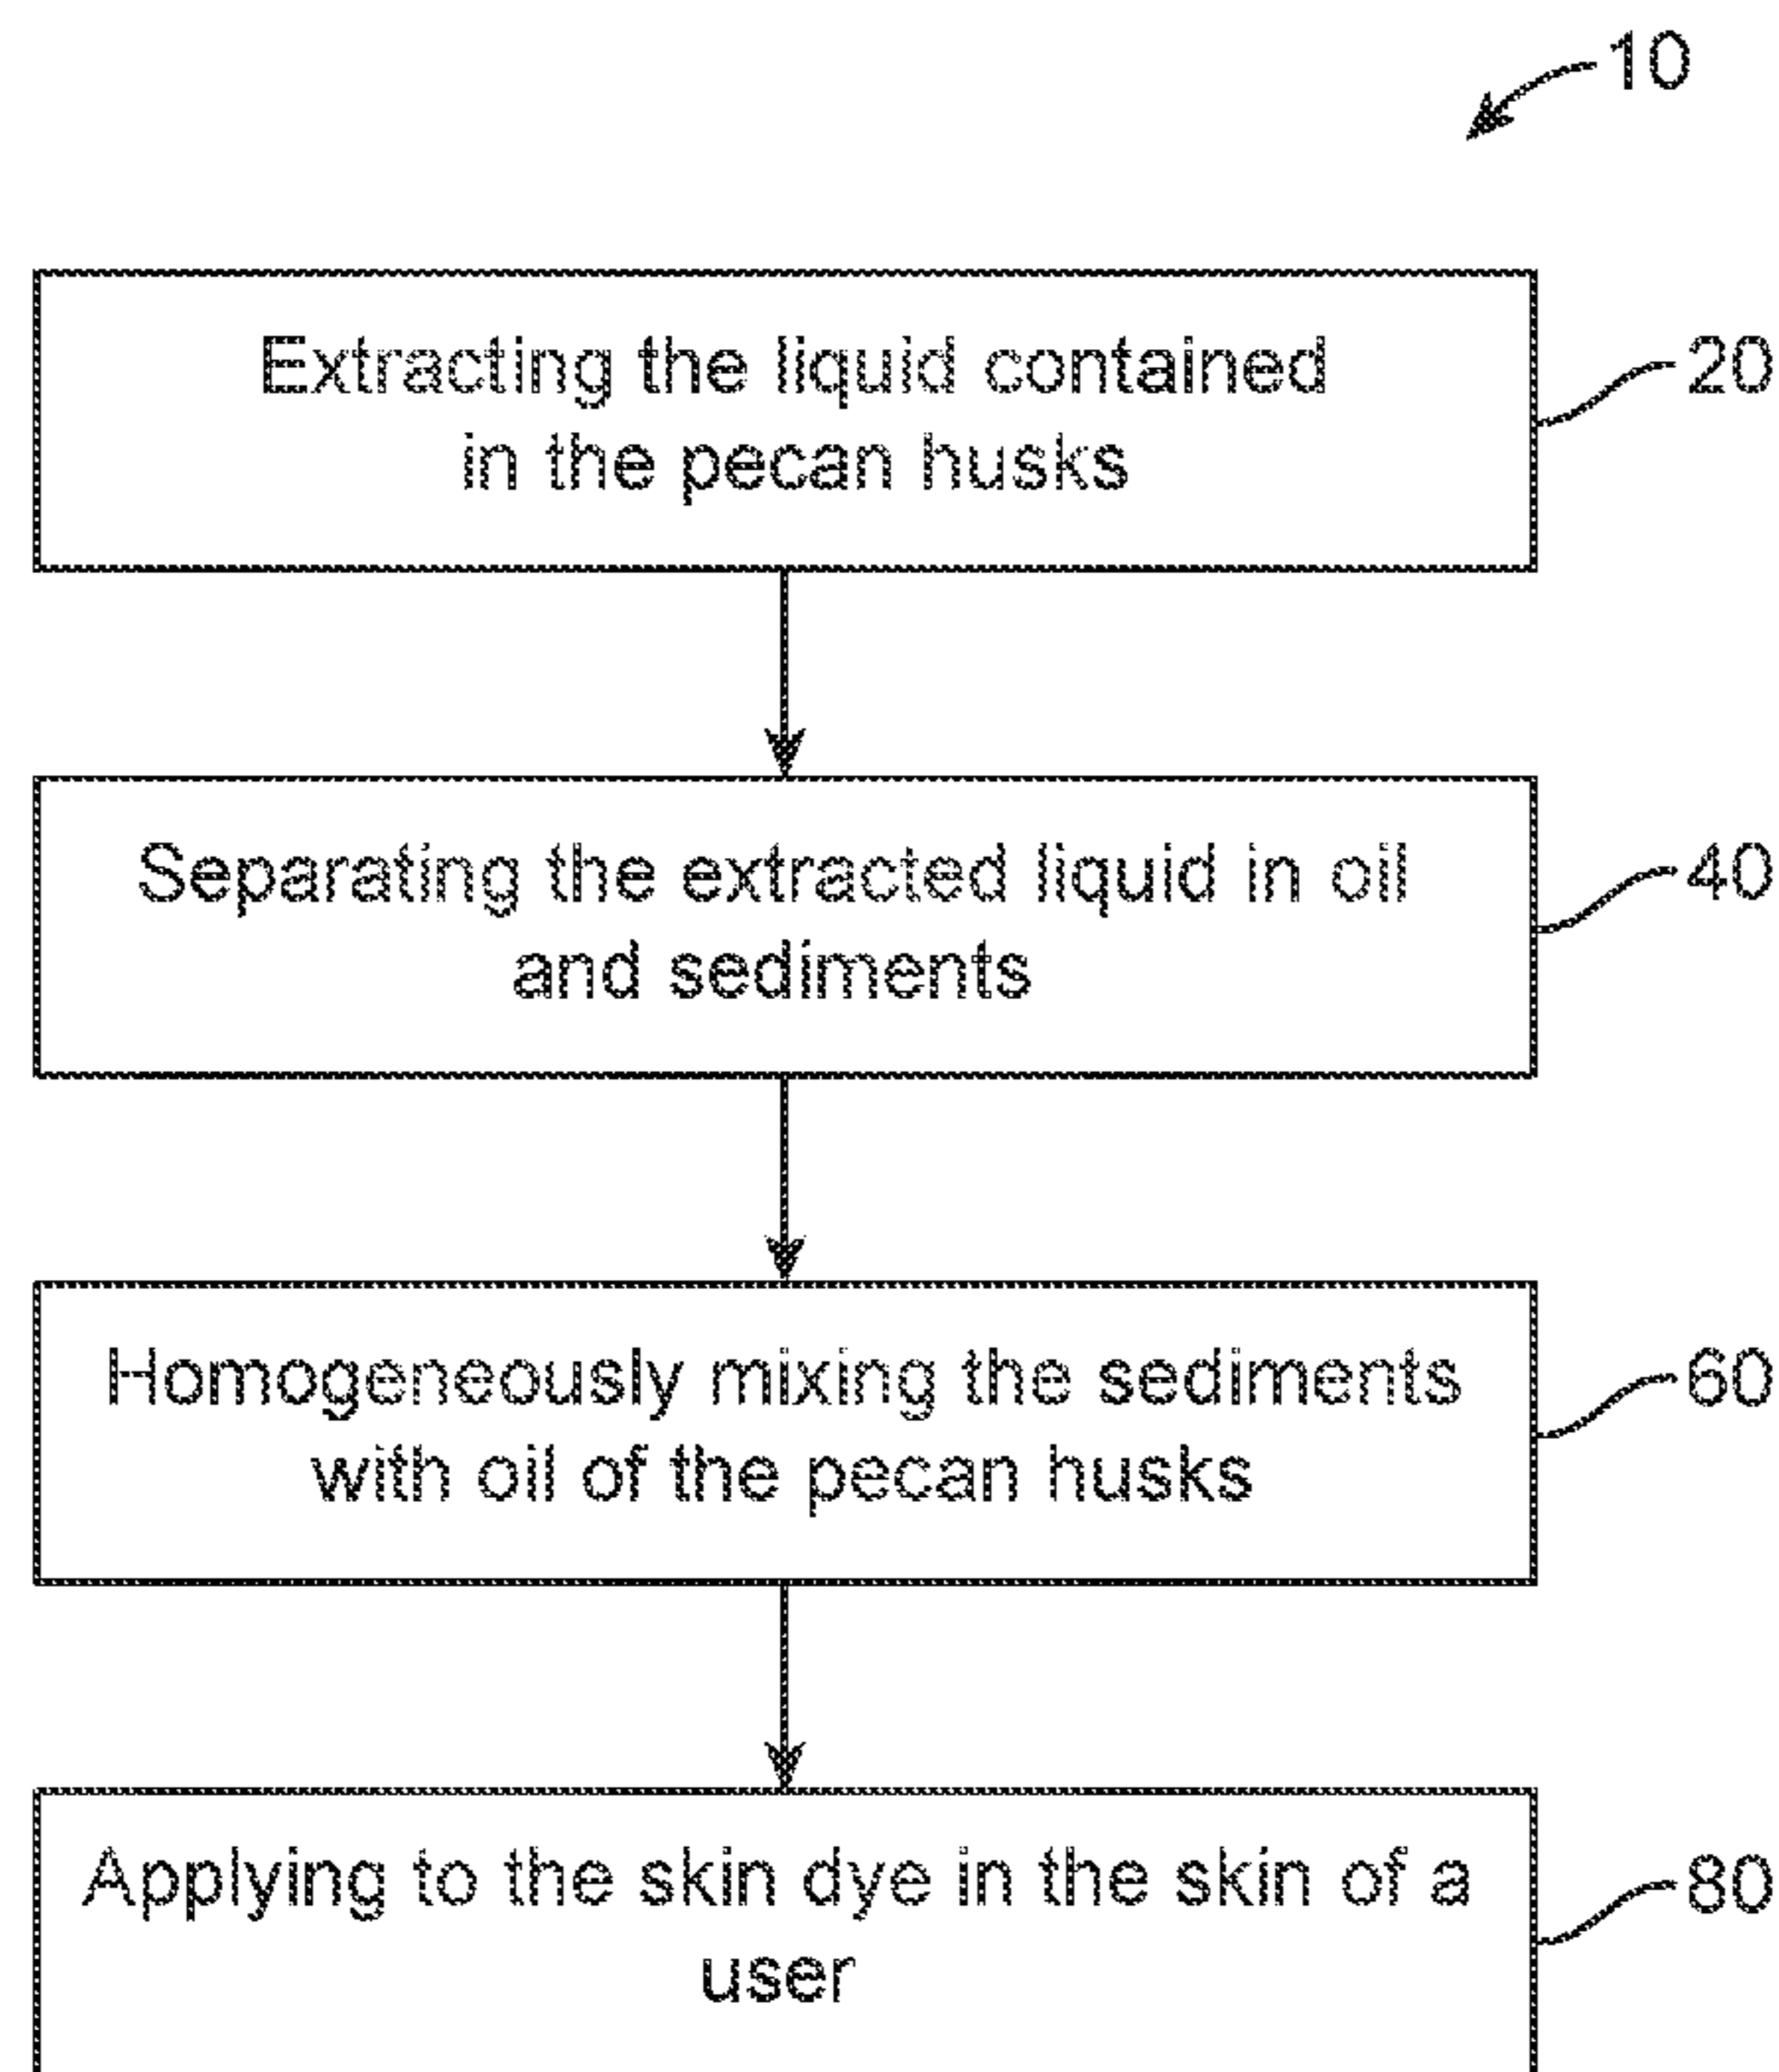 10
Extracting the liquid contained
in the pecan husks
20
Separating the extracted liquid in oil
and sediments
40
Homogeneously mixing the sediments
with oil of the pecan husks
60
Applying to the skin dye in the skin of a
user
80